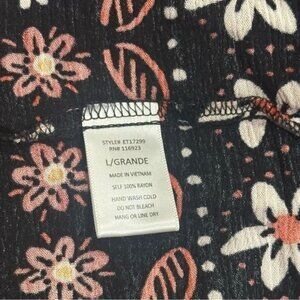 STYLE# ET17299
RN# 116923
L/GRANDE
MADE IN VIETNAM
SELF 100% RAYON
HAND WASH COLD
DO NOT BLEACH
HANG OR LINE DRY